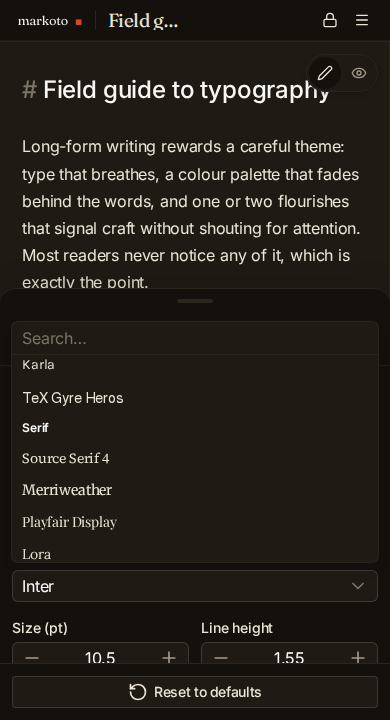 markoto
Field g...
# Field guide to typography
Long-form writing rewards a careful theme:
type that breathes, a colour palette that fades
behind the words, and one or two flourishes
that signal craft without shouting for attention.
Most readers never notice any of it, which is
exactly the point.
Search...
Karla
TeX Gyre Heros
Serif
Source Serif 4
Merriweather
Playfair Display
Lora
Inter
Size (pt)
Line height
10.5
1.55
Reset to defaults